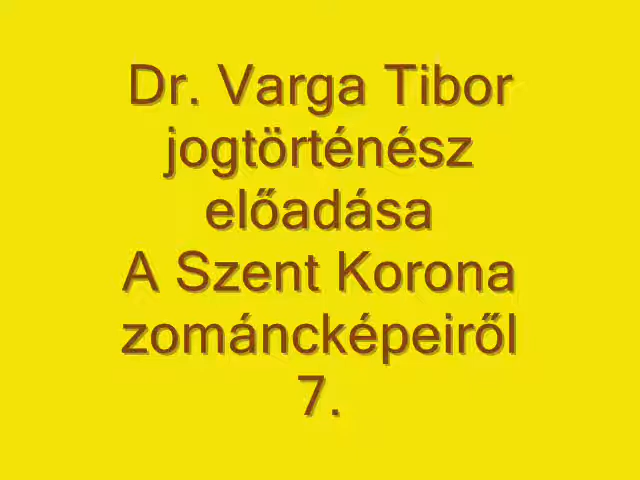 Dr. Varga Tibor
jogtörténész
előadása
A Szent Korona
zománcképeiről
7.